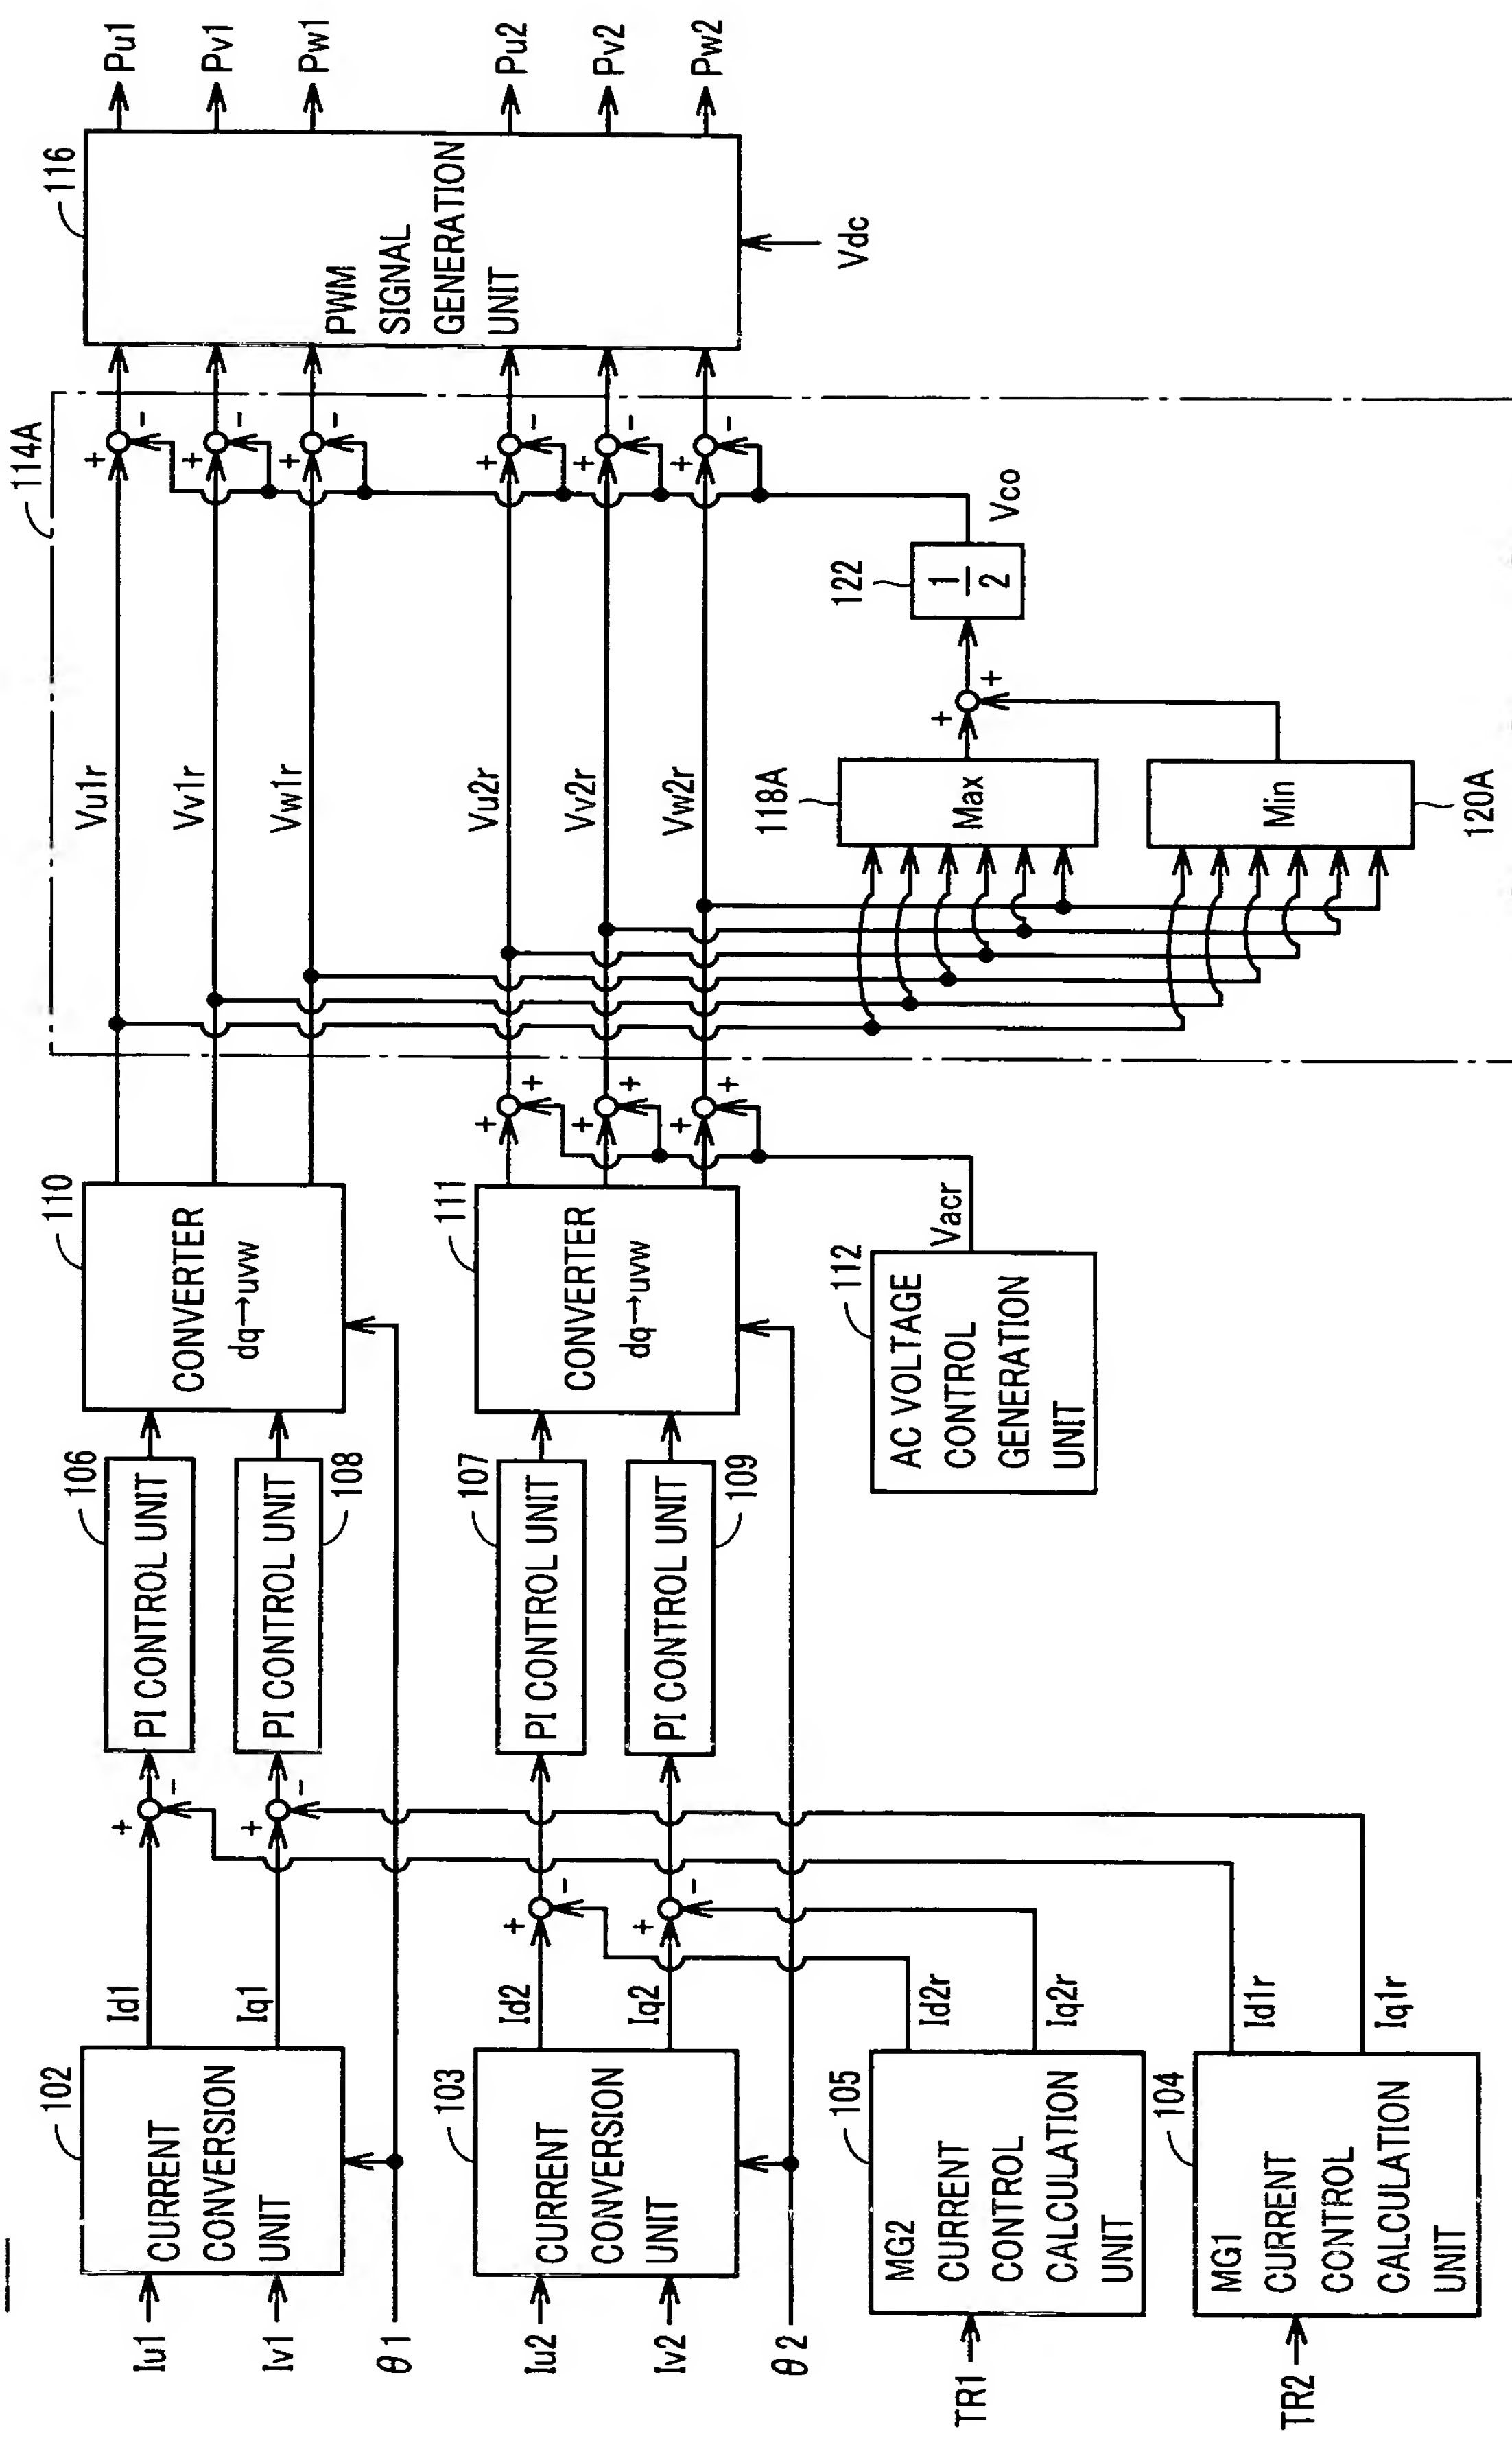 Iu1
Iv1
θ1
Iu2
Iv2
θ2
TR1
TR2
102
CURRENT
CONVERSION
UNIT
103
CURRENT
CONVERSION
UNIT
105
MG2
CURRENT
CONTROL
CALCULATION
UNIT
104
MG1
CURRENT
CONTROL
CALCULATION
UNIT
Id1
Iq1
Id2
Iq2
Id2r
Iq2r
Id1r
Iq1r
+
-
+
-
+
-
+
-
106
PI CONTROL UNIT
PI CONTROL UNIT
108
107
PI CONTROL UNIT
PI CONTROL UNIT
109
110
CONVERTER
dq→uvw
111
CONVERTER
dq→uvw
112
AC VOLTAGE
CONTROL
GENERATION
UNIT
Vacr
+
+
+
+
+
+
114A
Vu1r
Vv1r
Vw1r
Vu2r
Vv2r
Vw2r
118A
Max
Min
120A
+
+
122
1
2
Vco
+
-
+
-
+
-
+
-
+
-
+
-
116
PWM
SIGNAL
GENERATION
UNIT
Vdc
Pu1
Pv1
Pw1
Pu2
Pv2
Pw2